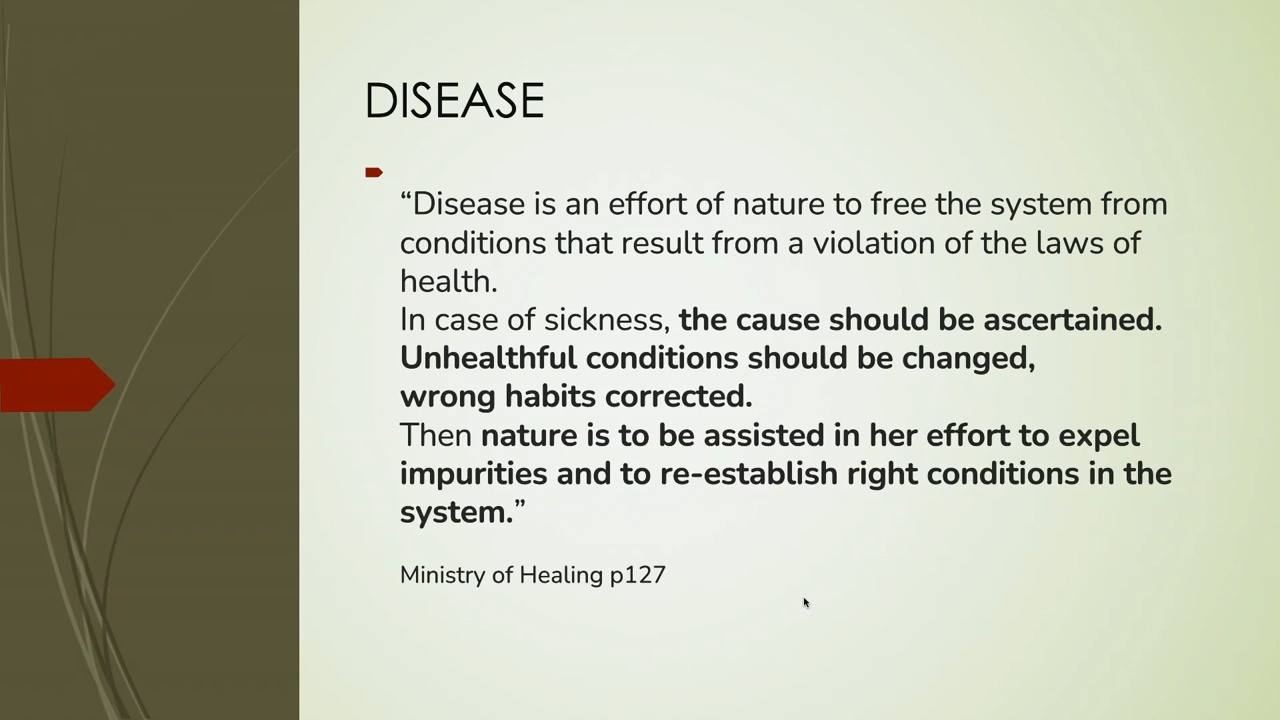 DISEASE
“Disease is an effort of nature to free the system from
conditions that result from a violation of the laws of
health.
In case of sickness, the cause should be ascertained.
Unhealthful conditions should be changed,
wrong habits corrected.
Then nature is to be assisted in her effort to expel
impurities and to re-establish right conditions in the
system.”
Ministry of Healing p127